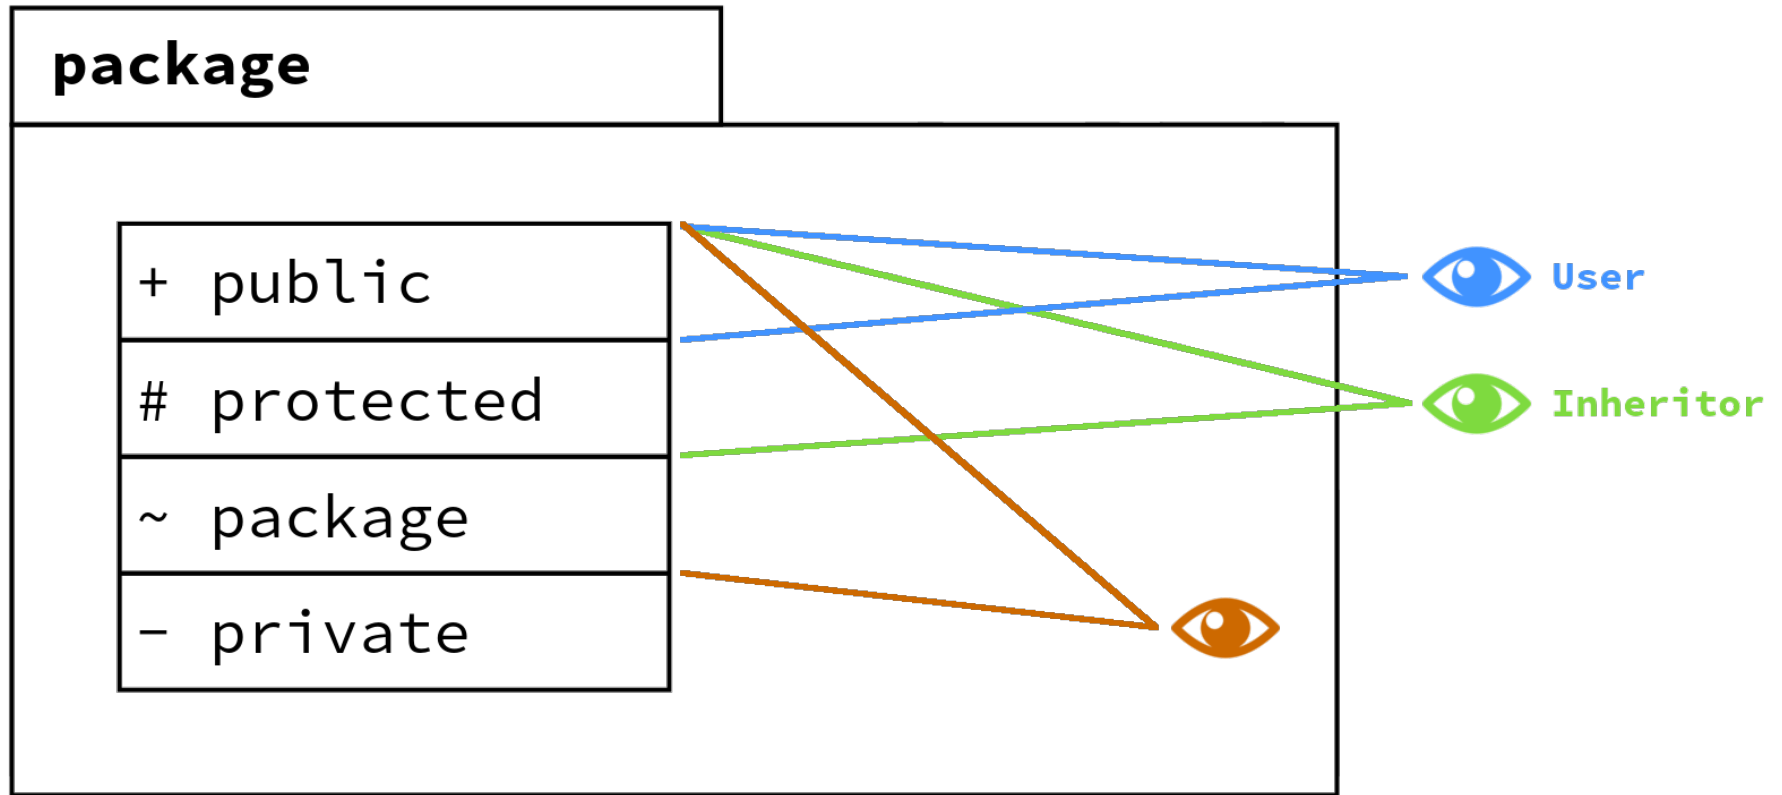 package
+ public
# protected
~ package
− private
User
Inheritor